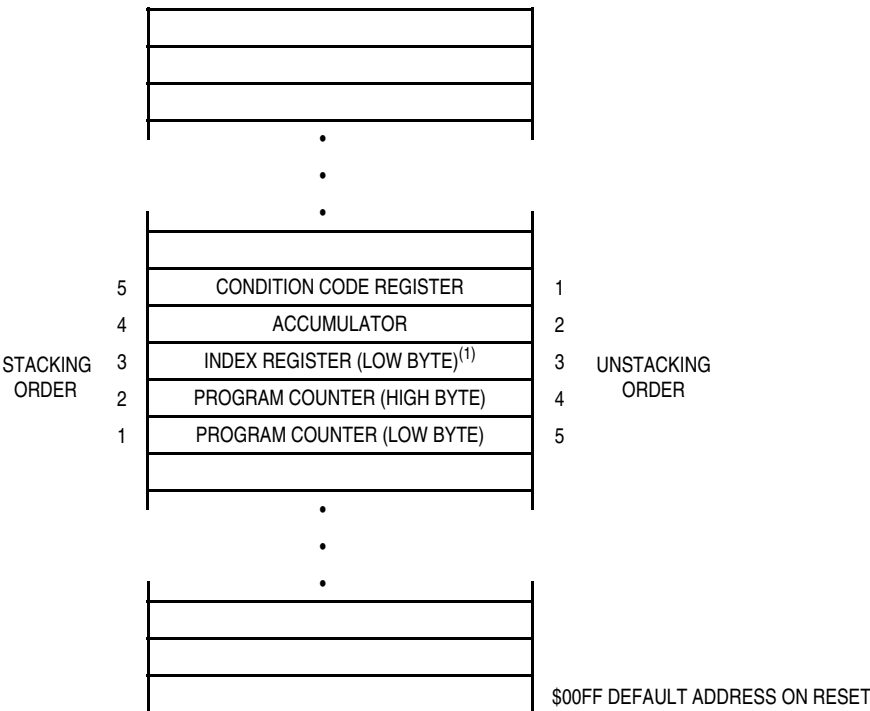 5 CONDITION CODE REGISTER 1
4 ACCUMULATOR 2
STACKING ORDER
3 INDEX REGISTER (LOW BYTE)(1) 3
UNSTACKING ORDER
2 PROGRAM COUNTER (HIGH BYTE) 4
1 PROGRAM COUNTER (LOW BYTE) 5
$00FF DEFAULT ADDRESS ON RESET